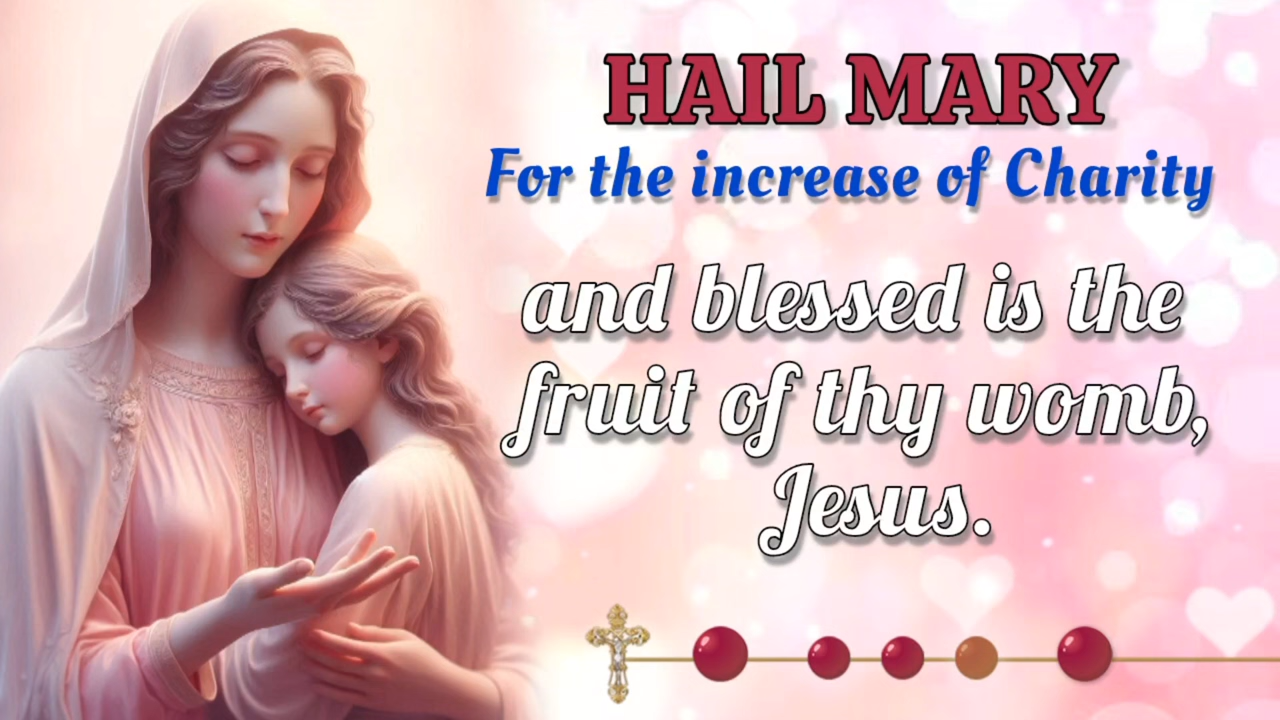 HAIL MARY
For the increase of Charity
and blessed is the
fruit of thy womb,
Jesus.